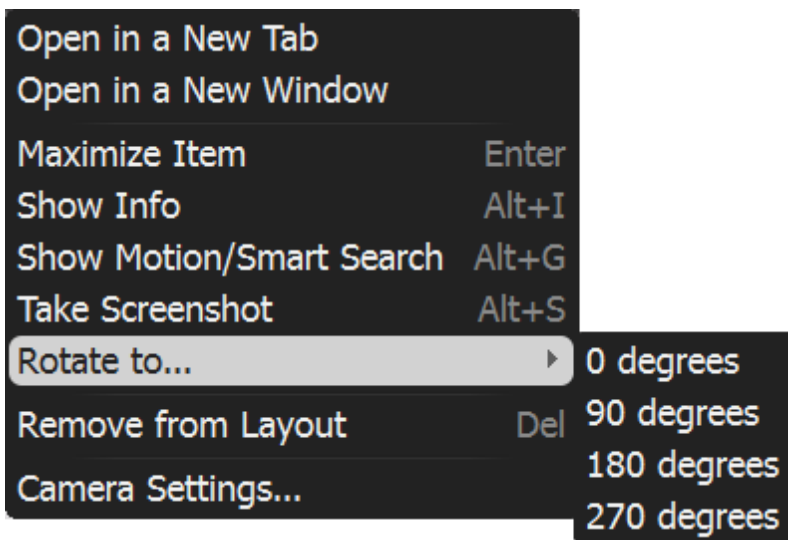 Open in a New Tab
Open in a New Window
Maximize Item Enter
Show Info Alt+I
Show Motion/Smart Search Alt+G
Take Screenshot Alt+S
Rotate to...
0 degrees
90 degrees
180 degrees
270 degrees
Remove from Layout Del
Camera Settings...